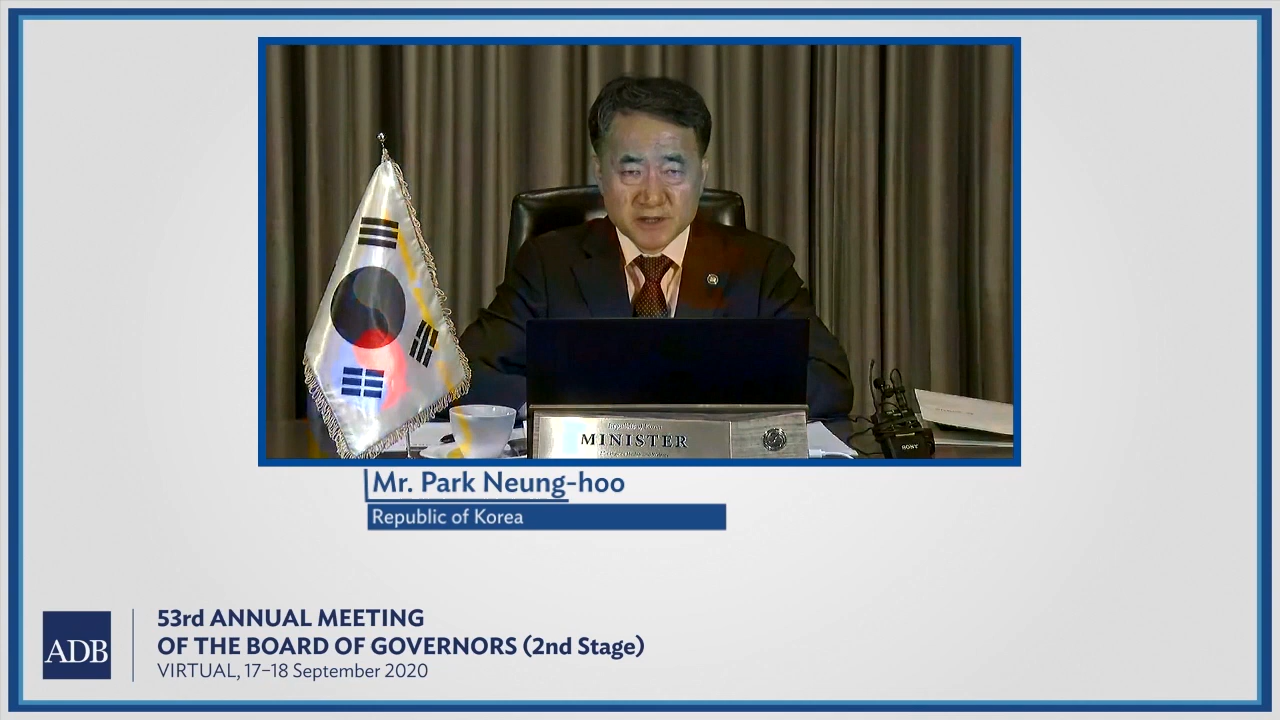 MINISTER
SONY
Mr. Park Neung-hoo
Republic of Korea
ADB
53rd ANNUAL MEETING
OF THE BOARD OF GOVERNORS (2nd Stage)
VIRTUAL, 17–18 September 2020